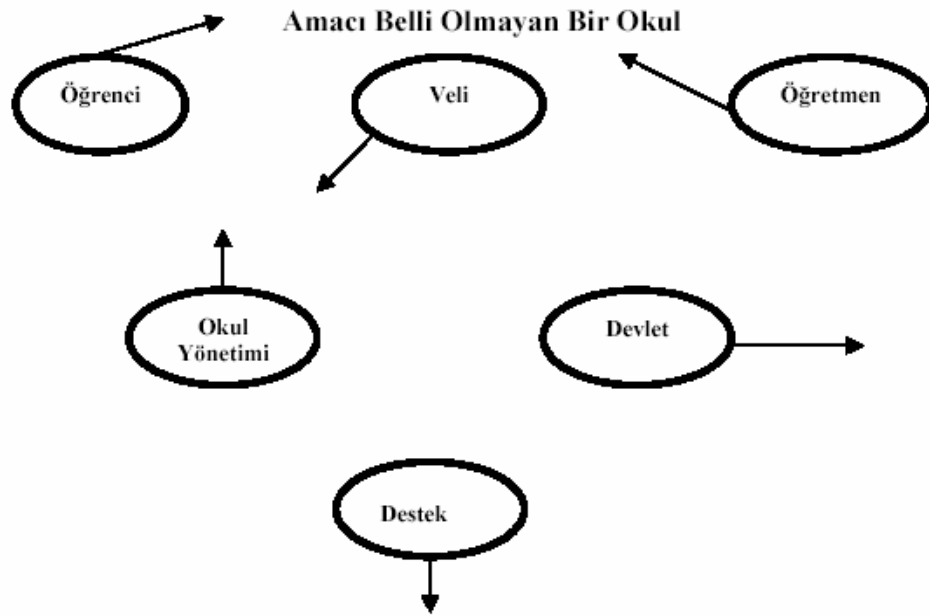 Amacı Belli Olmayan Bir Okul
Öğrenci
Veli
Öğretmen
Okul
Yönetimi
Devlet
Destek